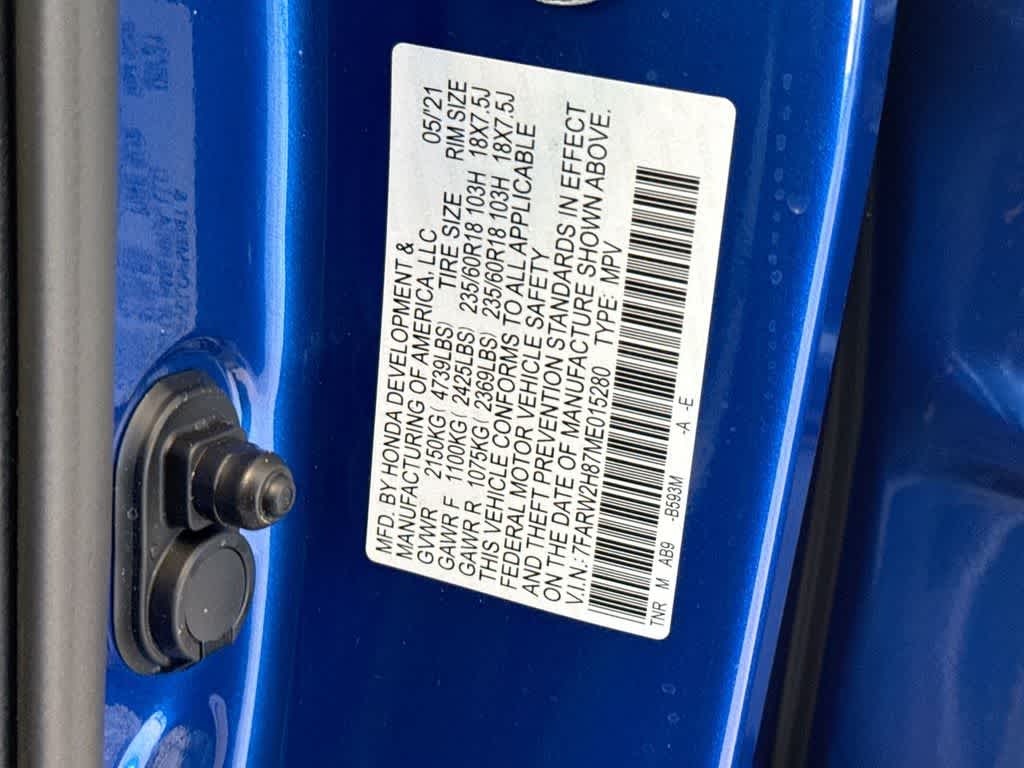 MFD. BY HONDA DEVELOPMENT &
MANUFACTURING OF AMERICA, LLC 05/'21
GVWR 2150KG ( 4739LBS) TIRE SIZE RIM SIZE
GAWR F 1100KG ( 2425LBS) 235/60R18 103H 18X7.5J
GAWR R 1075KG ( 2369LBS) 235/60R18 103H 18X7.5J
THIS VEHICLE CONFORMS TO ALL APPLICABLE
FEDERAL MOTOR VEHICLE SAFETY
AND THEFT PREVENTION STANDARDS IN EFFECT
ON THE DATE OF MANUFACTURE SHOWN ABOVE.
V.I.N.: 7FARW2H87ME015280 TYPE: MPV
TNR M AB9 -B593M -A -E